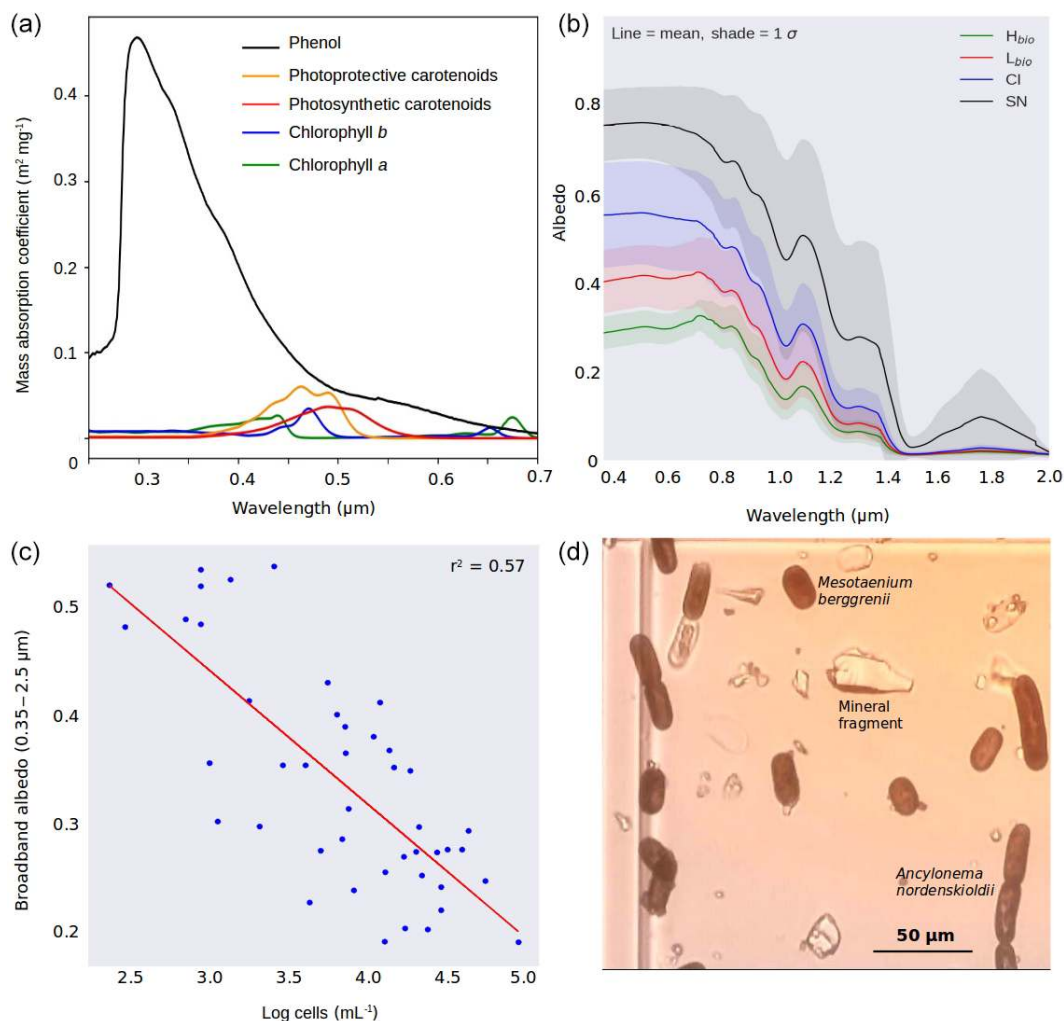 (a)
Phenol
Photoprotective carotenoids
Photosynthetic carotenoids
Chlorophyll b
Chlorophyll a
Mass absorption coefficient (m² mg⁻¹)
0.4
0.3
0.2
0.1
0
0.3
0.4
0.5
0.6
0.7
Wavelength (μm)
(b)
Line = mean, shade = 1 σ
H_bio
L_bio
CI
SN
Albedo
0.8
0.6
0.4
0.2
0
0.4
0.6
0.8
1.0
1.2
1.4
1.6
1.8
2.0
Wavelength (μm)
(c)
r² = 0.57
Broadband albedo (0.35−2.5 μm)
0.5
0.4
0.3
0.2
2.5
3.0
3.5
4.0
4.5
5.0
Log cells (mL⁻¹)
(d)
Mesotaenium
berggrenii
Mineral
fragment
Ancylonema
nordenskioldii
50 μm